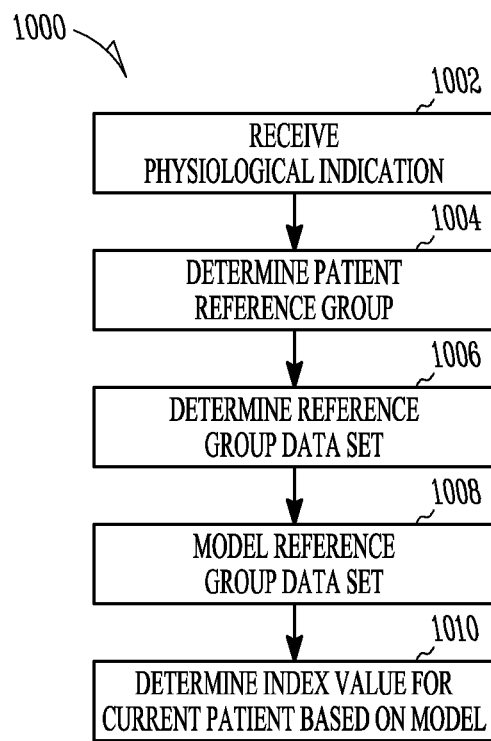 1000
1002
RECEIVE
PHYSIOLOGICAL INDICATION
1004
DETERMINE PATIENT
REFERENCE GROUP
1006
DETERMINE REFERENCE
GROUP DATA SET
1008
MODEL REFERENCE
GROUP DATA SET
1010
DETERMINE INDEX VALUE FOR
CURRENT PATIENT BASED ON MODEL